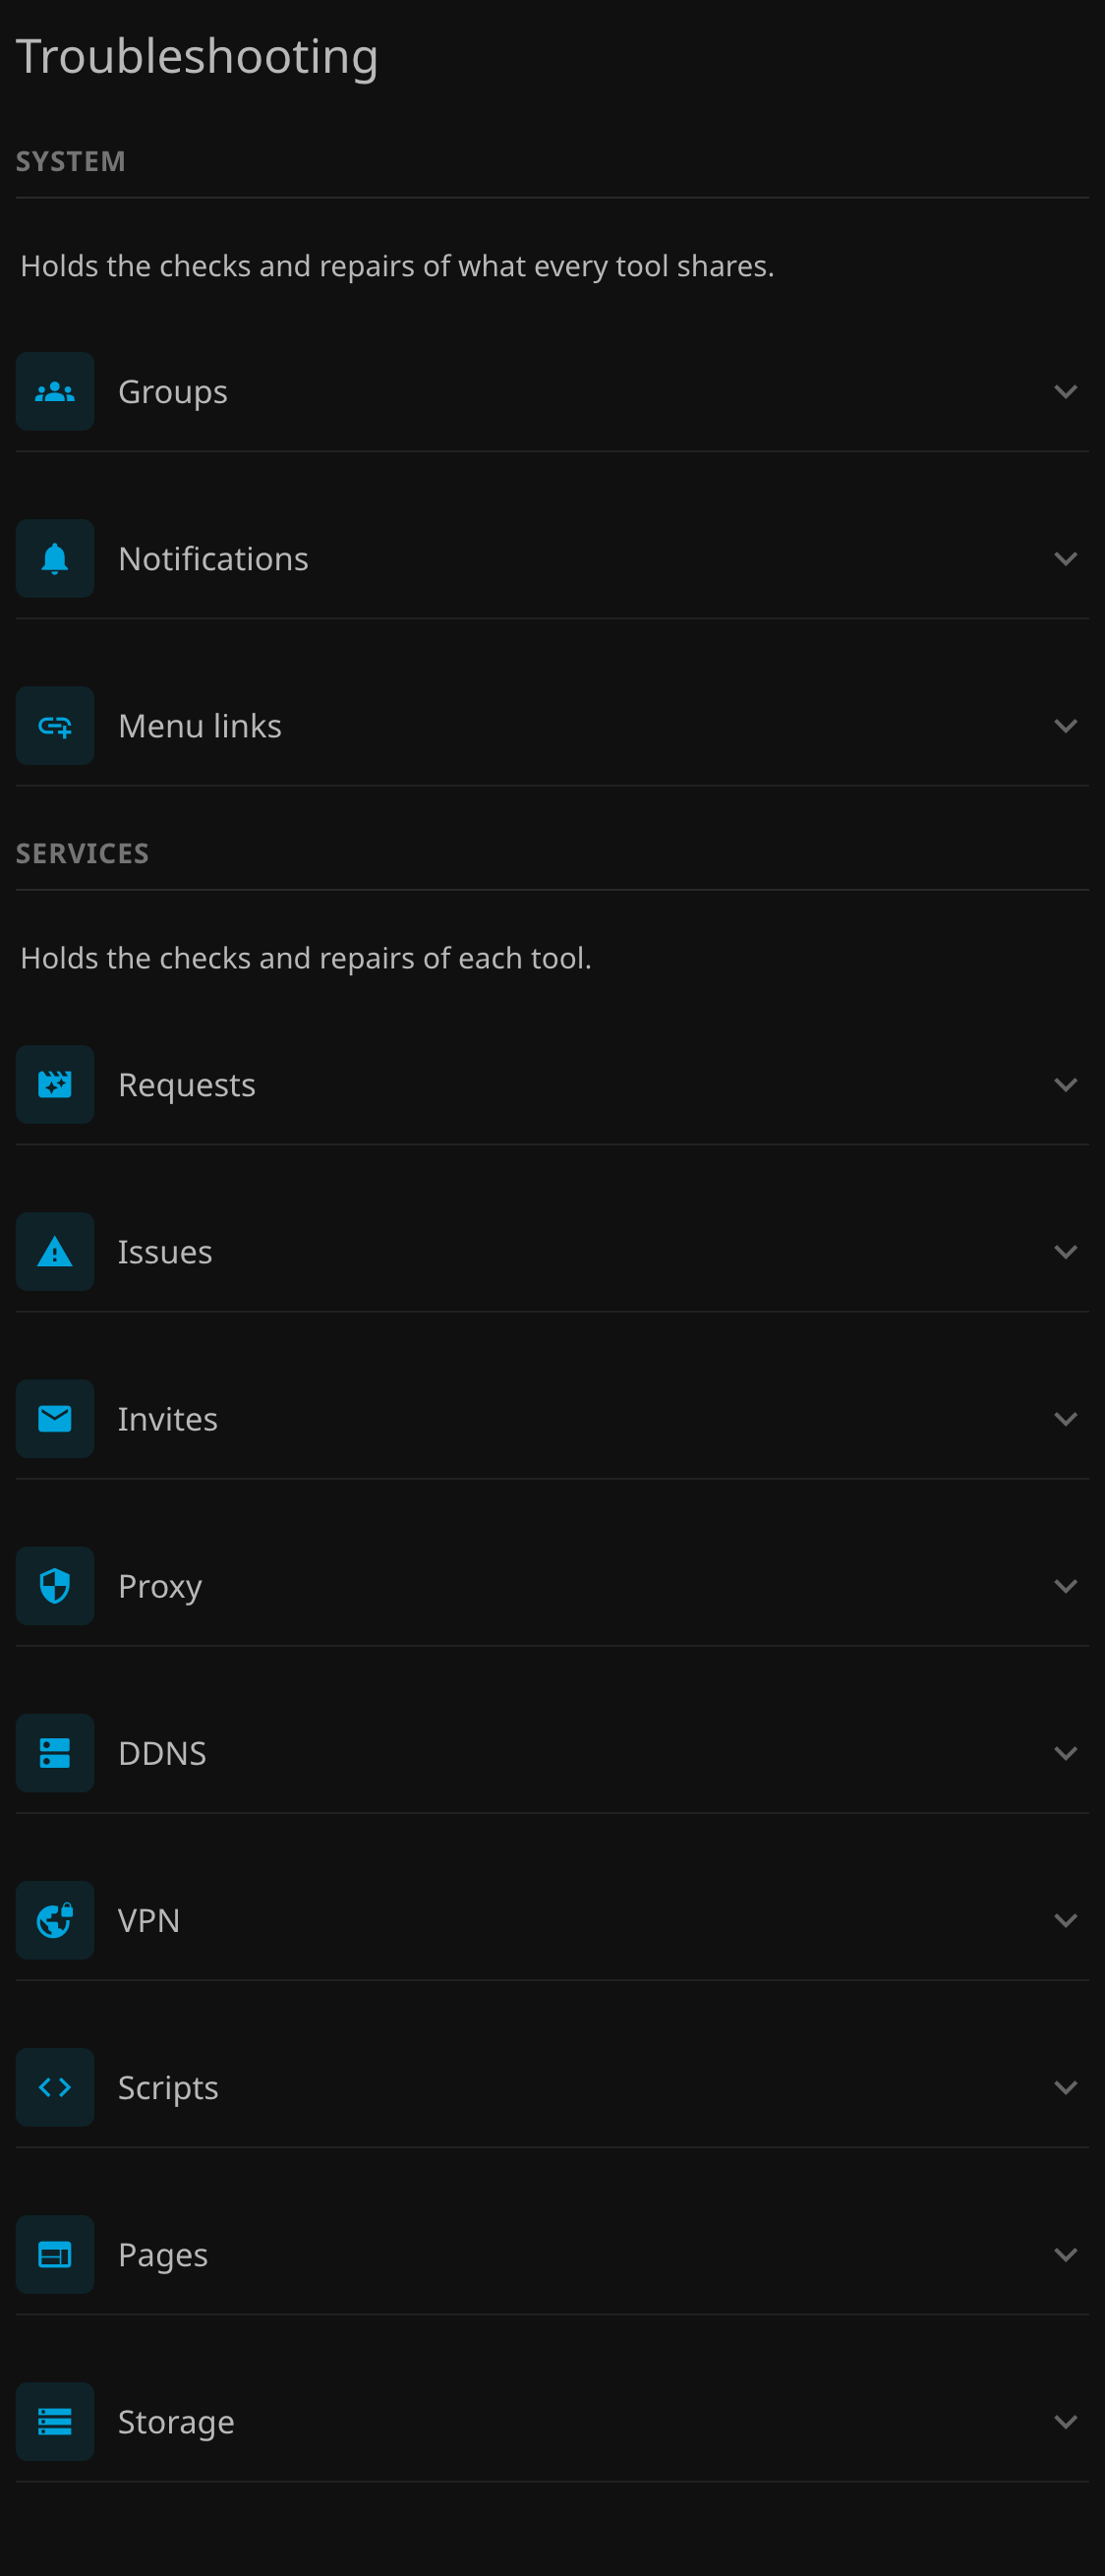 Troubleshooting
SYSTEM
Holds the checks and repairs of what every tool shares.
Groups
Notifications
Menu links
SERVICES
Holds the checks and repairs of each tool.
Requests
Issues
Invites
Proxy
DDNS
VPN
Scripts
Pages
Storage